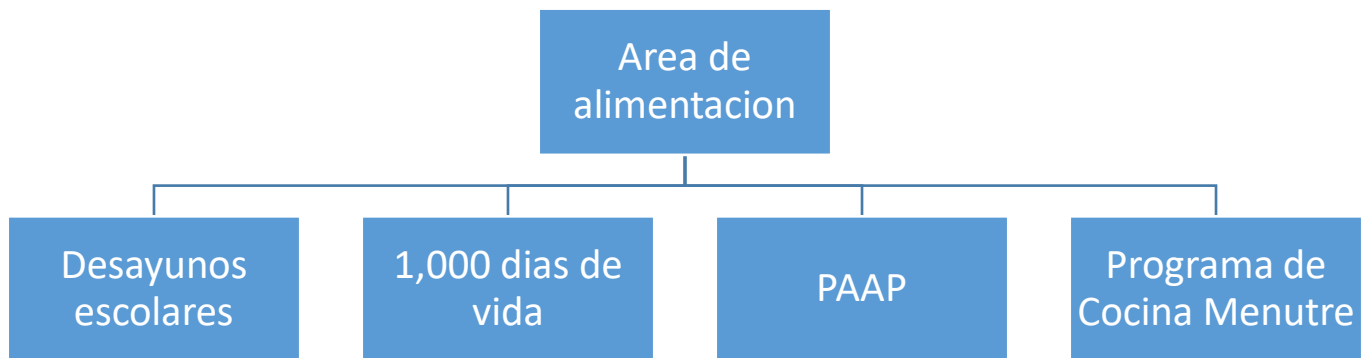 Area de
alimentacion
Desayunos
escolares
1,000 dias de
vida
PAAP
Programa de
Cocina Menutre